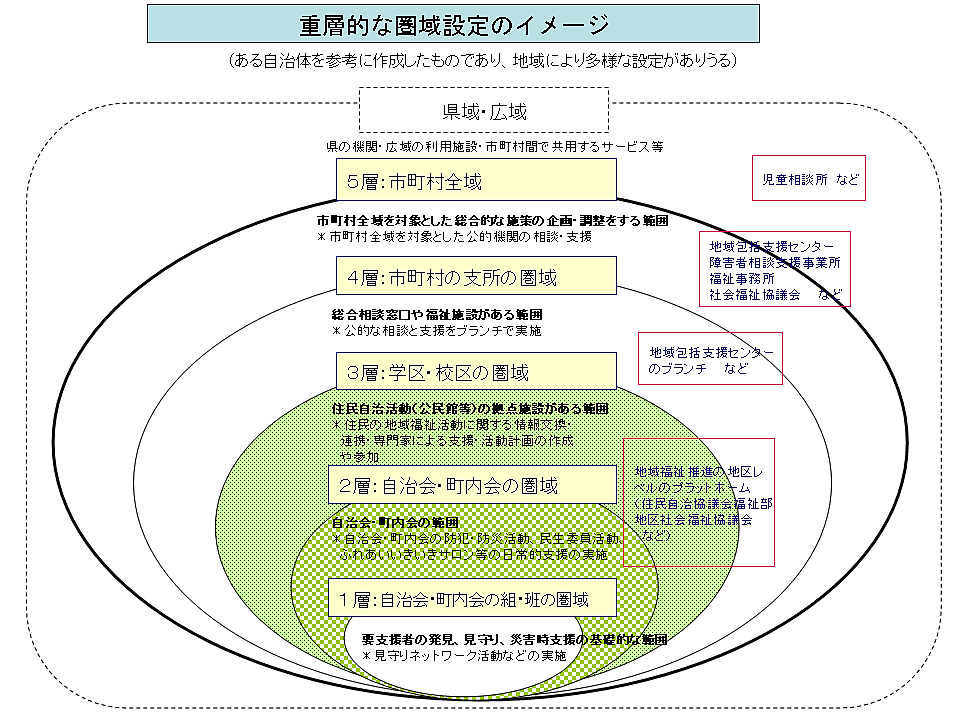 重層的な圏域設定のイメージ
（ある自治体を参考に作成したものであり、地域により多様な設定がありうる）
県域・広域
県の機関・広域の利用施設・市町村間で共用するサービス等
児童相談所 など
５層：市町村全域
市町村全域を対象とした総合的な施策の企画・調整をする範囲
＊市町村全域を対象とした公的機関の相談・支援
地域包括支援センター
障害者相談支援事業所
福祉事務所
社会福祉協議会 など
４層：市町村の支所の圏域
総合相談窓口や福祉施設がある範囲
＊公的な相談と支援をブランチで実施
地域包括支援センター
のブランチ など
３層：学区・校区の圏域
住民自治活動（公民館等）の拠点施設がある範囲
＊住民の地域福祉活動に関する情報交換・
連携・専門家による支援・活動計画の作成
や参加
地域福祉推進の地区レ
ベルのプラットホーム
（住民自治協議会福祉部
地区社会福祉協議会
など）
２層：自治会・町内会の圏域
自治会・町内会の範囲
＊自治会・町内会の防犯・防災活動、民生委員活動、
ふれあいいきいきサロン等の日常的支援の実施
１層：自治会・町内会の組・班の圏域
要支援者の発見、見守り、災害時支援の基礎的な範囲
＊見守りネットワーク活動などの実施